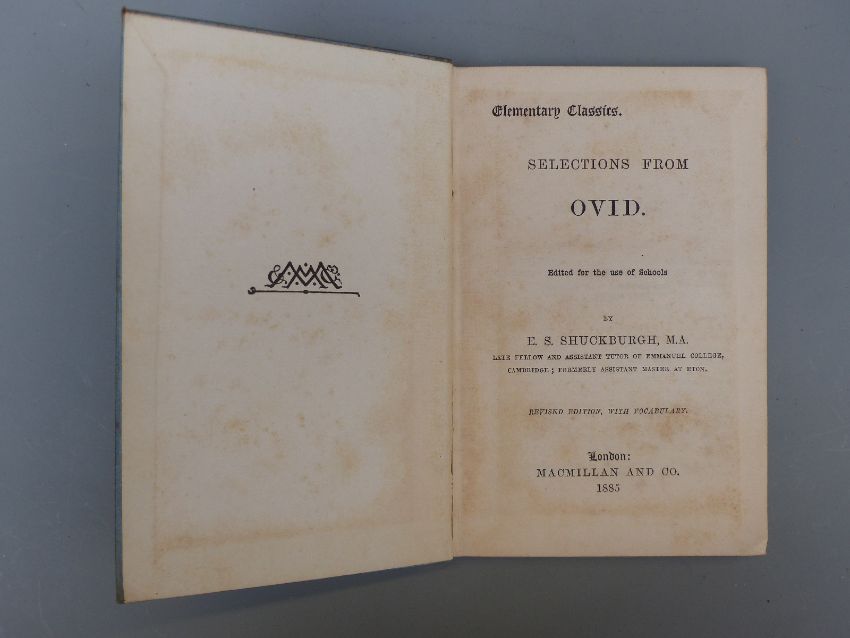 Elementary Classics.
SELECTIONS FROM
OVID.
Edited for the use of Schools
BY
E. S. SHUCKBURGH, M.A.
LATE FELLOW AND ASSISTANT TUTOR OF EMMANUEL COLLEGE,
CAMBRIDGE; FORMERLY ASSISTANT MASTER AT ETON.
REVISED EDITION, WITH VOCABULARY.
London:
MACMILLAN AND CO.
1885